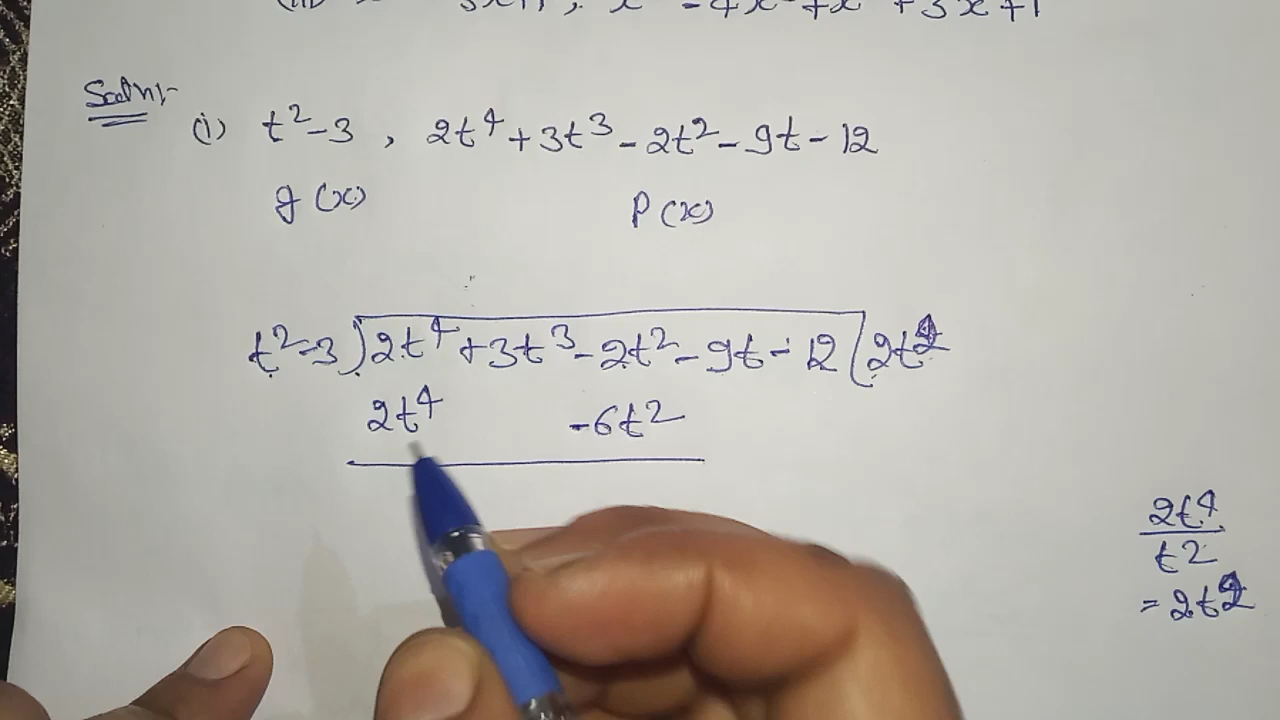 Soln:-
(i) t²-3 , 2t⁴+3t³-2t²-9t-12
g(x) P(x)
t²-3)2t⁴+3t³-2t²-9t-12(2t²
2t⁴ -6t²
2t⁴
t²
= 2t²